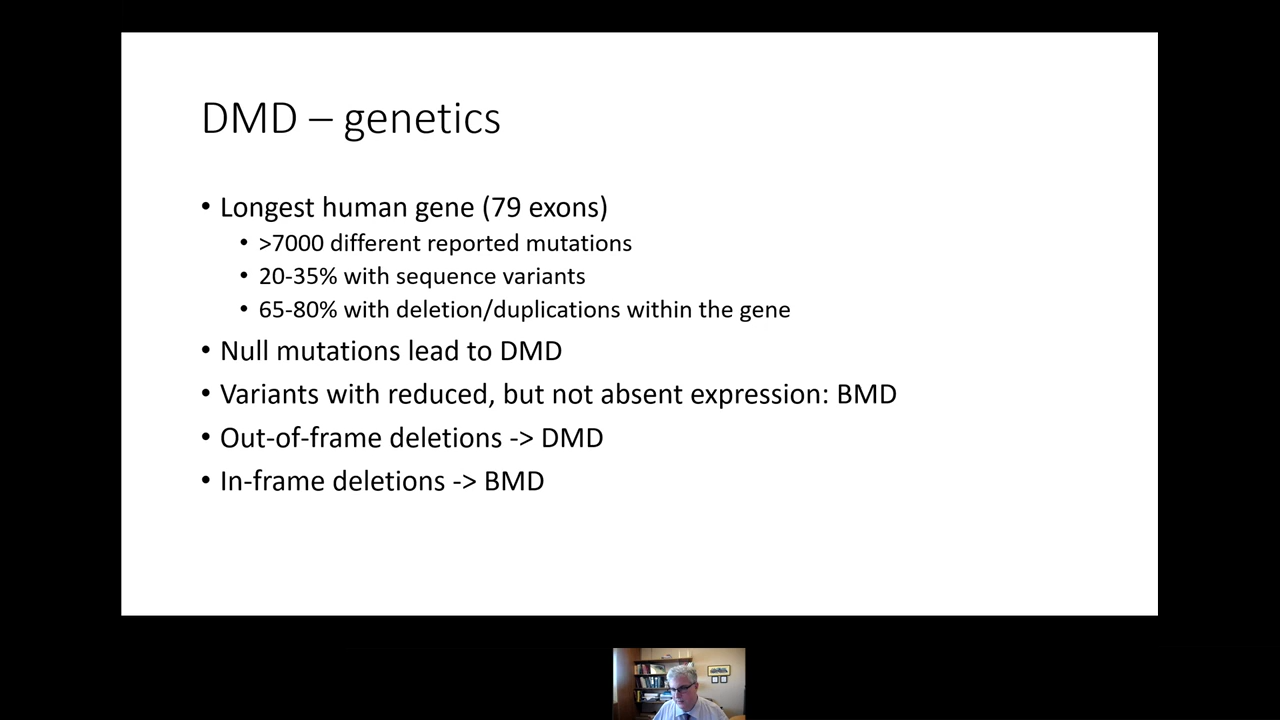 DMD – genetics
• Longest human gene (79 exons)
• >7000 different reported mutations
• 20-35% with sequence variants
• 65-80% with deletion/duplications within the gene
• Null mutations lead to DMD
• Variants with reduced, but not absent expression: BMD
• Out-of-frame deletions -> DMD
• In-frame deletions -> BMD